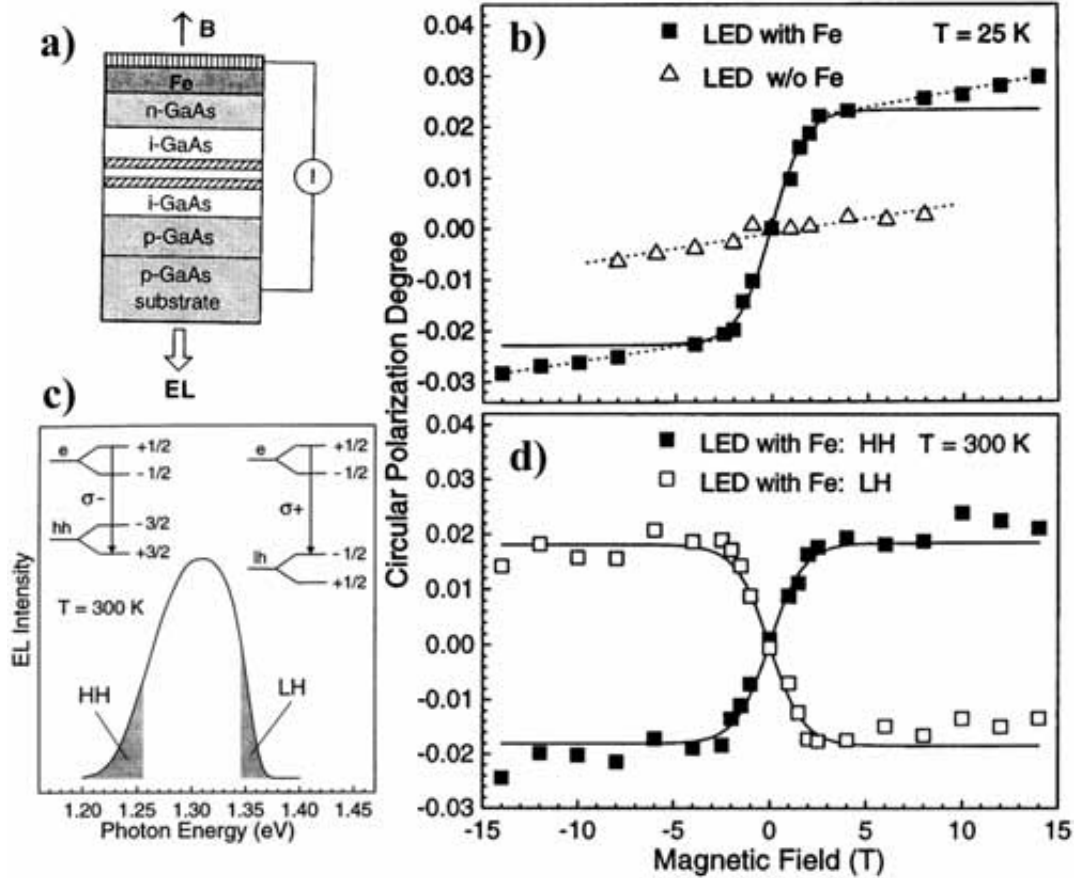 a)
B
Fe
n-GaAs
i-GaAs
I
i-GaAs
p-GaAs
p-GaAs
substrate
EL
b)
LED with Fe
T = 25 K
LED w/o Fe
0.04
0.03
0.02
0.01
0.00
-0.01
-0.02
-0.03
Circular Polarization Degree
c)
e
+1/2
-1/2
σ-
hh
-3/2
+3/2
e
+1/2
-1/2
σ+
lh
-1/2
+1/2
T = 300 K
HH
LH
EL Intensity
1.20 1.25 1.30 1.35 1.40 1.45
Photon Energy (eV)
d)
LED with Fe: HH T = 300 K
LED with Fe: LH
0.04
0.02
0.01
0.00
-0.01
-0.02
-0.03
-15 -10 -5 0 5 10 15
Magnetic Field (T)